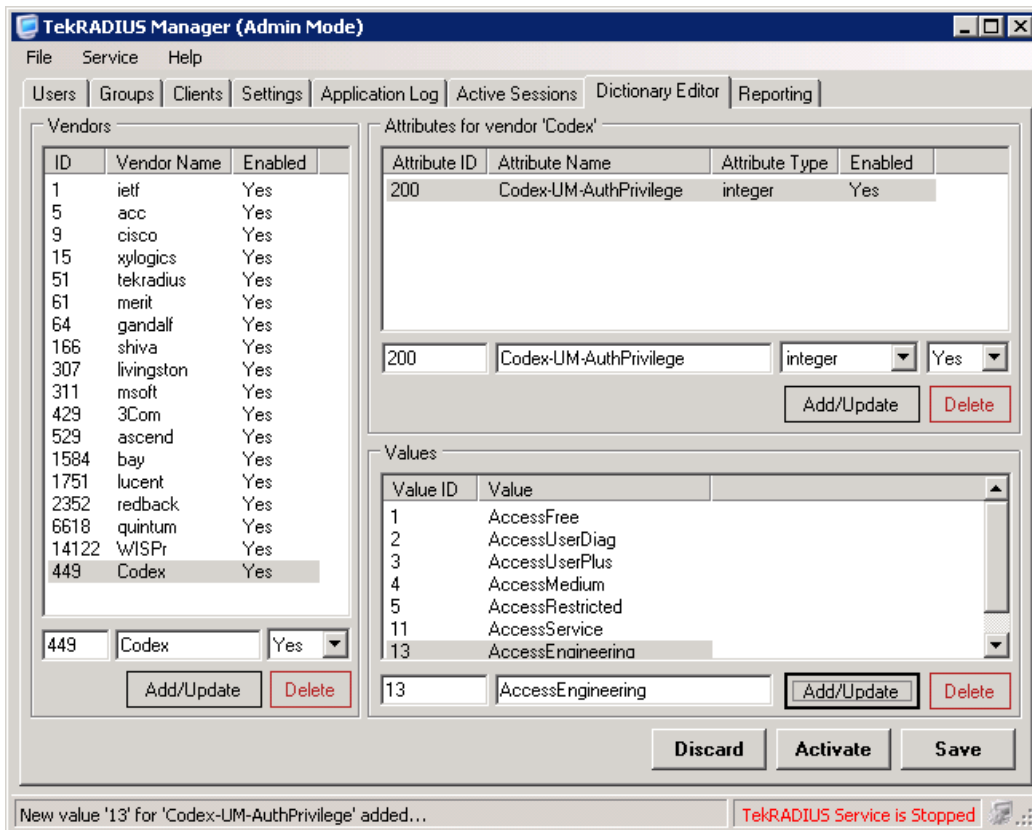 TekRADIUS Manager (Admin Mode)
File Service Help
Users Groups Clients Settings Application Log Active Sessions Dictionary Editor Reporting
Vendors
ID Vendor Name Enabled
1 ietf Yes
5 acc Yes
9 cisco Yes
15 xylogics Yes
51 tekradius Yes
61 merit Yes
64 gandalf Yes
166 shiva Yes
307 livingston Yes
311 msoft Yes
429 3Com Yes
529 ascend Yes
1584 bay Yes
1751 lucent Yes
2352 redback Yes
6618 quintum Yes
14122 WISPr Yes
449 Codex Yes
449 Codex Yes
Add/Update Delete
Attributes for vendor 'Codex'
Attribute ID Attribute Name Attribute Type Enabled
200 Codex-UM-AuthPrivilege integer Yes
200 Codex-UM-AuthPrivilege integer Yes
Add/Update Delete
Values
Value ID Value
1 AccessFree
2 AccessUserDiag
3 AccessUserPlus
4 AccessMedium
5 AccessRestricted
11 AccessService
13 AccessEngineering
13 AccessEngineering Add/Update Delete
Discard Activate Save
New value '13' for 'Codex-UM-AuthPrivilege' added... TekRADIUS Service is Stopped